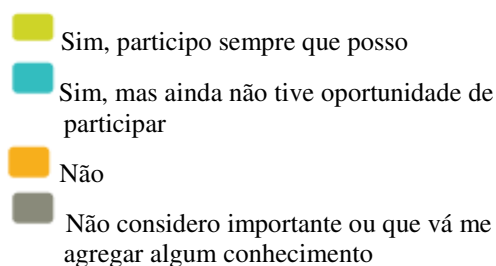 Sim, participo sempre que posso
Sim, mas ainda não tive oportunidade de
participar
Não
Não considero importante ou que vá me
agregar algum conhecimento